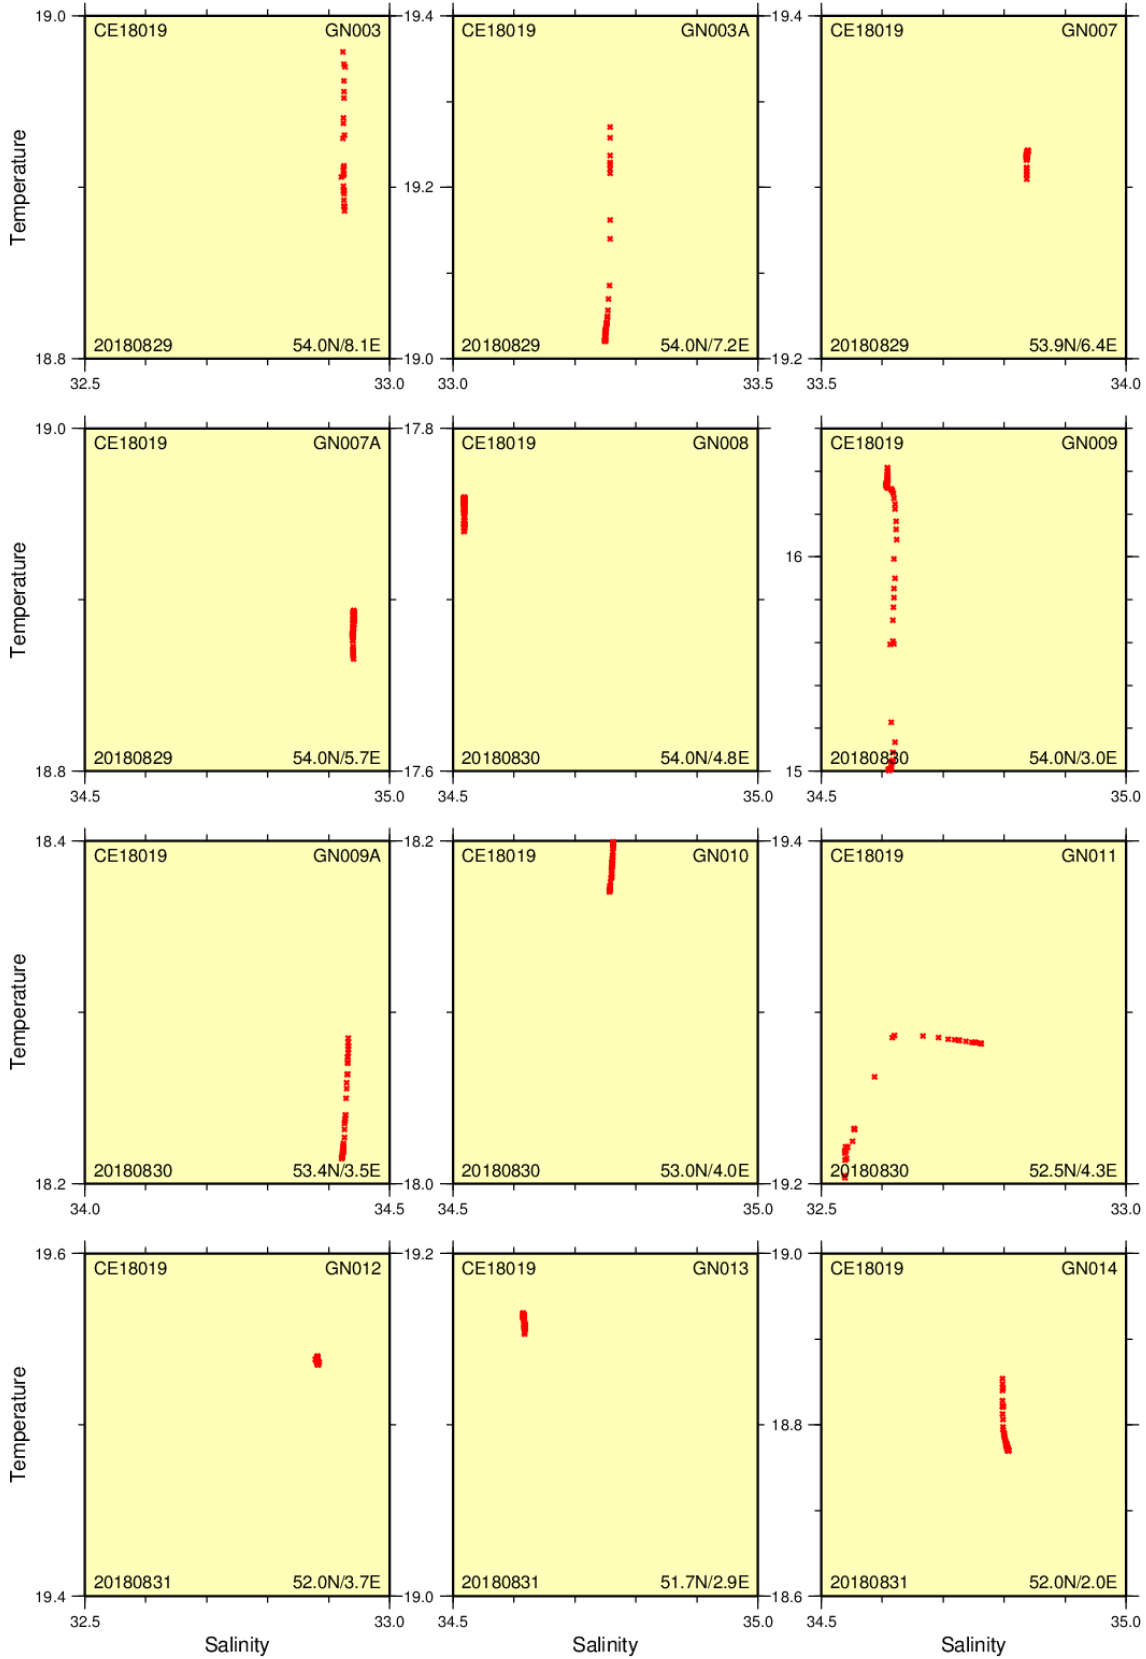 19.0
CE18019 GN003
Temperature
20180829 54.0N/8.1E
18.8
32.5 33.0
19.4
CE18019 GN003A
19.2
20180829 54.0N/7.2E
19.0
33.0 33.5
19.4
CE18019 GN007
20180829 53.9N/6.4E
19.2
33.5 34.0
19.0
CE18019 GN007A
Temperature
20180829 54.0N/5.7E
18.8
34.5 35.0
17.8
CE18019 GN008
20180830 54.0N/4.8E
17.6
34.5 35.0
CE18019 GN009
16
20180830 54.0N/3.0E
15
34.5 35.0
18.4
CE18019 GN009A
Temperature
20180830 53.4N/3.5E
18.2
34.0 34.5
18.2
CE18019 GN010
20180830 53.0N/4.0E
18.0
34.5 35.0
19.4
CE18019 GN011
20180830 52.5N/4.3E
19.2
32.5 33.0
19.6
CE18019 GN012
Temperature
20180831 52.0N/3.7E
19.4
32.5 33.0
Salinity
19.2
CE18019 GN013
20180831 51.7N/2.9E
19.0
34.5 35.0
Salinity
19.0
CE18019 GN014
18.8
20180831 52.0N/2.0E
18.6
34.5 35.0
Salinity